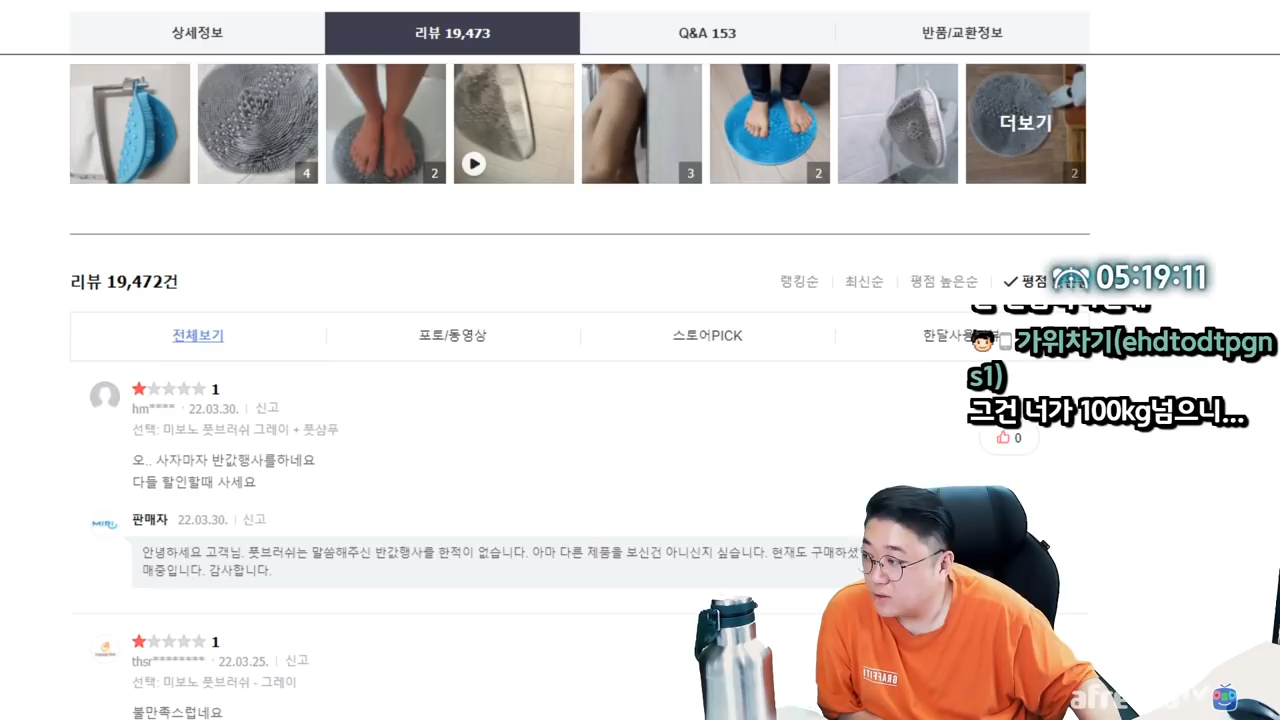 상세정보
리뷰 19,473
Q&A 153
반품/교환정보
4
2
3
2
더보기
2
리뷰 19,472건
랭킹순
최신순
평점 높은순
평점
05:19:11
전체보기
포토/동영상
스토어PICK
한달사용
가위차기(ehdtodtpgn
s1)
그건 너가 100kg넘으니...
1
hm**** · 22.03.30. 신고
선택: 미보노 풋브러쉬 그레이 + 풋샴푸
오.. 사자마자 반값행사를하네요
다들 할인할때 사세요
0
MIRU 판매자 22.03.30. 신고
안녕하세요 고객님. 풋브러쉬는 말씀해주신 반값행사를 한적이 없습니다. 아마 다른 제품을 보신건 아니신지 싶습니다. 현재도 구매하셨
매중입니다. 감사합니다.
1
thsr******** · 22.03.25. 신고
선택: 미보노 풋브러쉬 - 그레이
불만족스럽네요
GRAFFITI